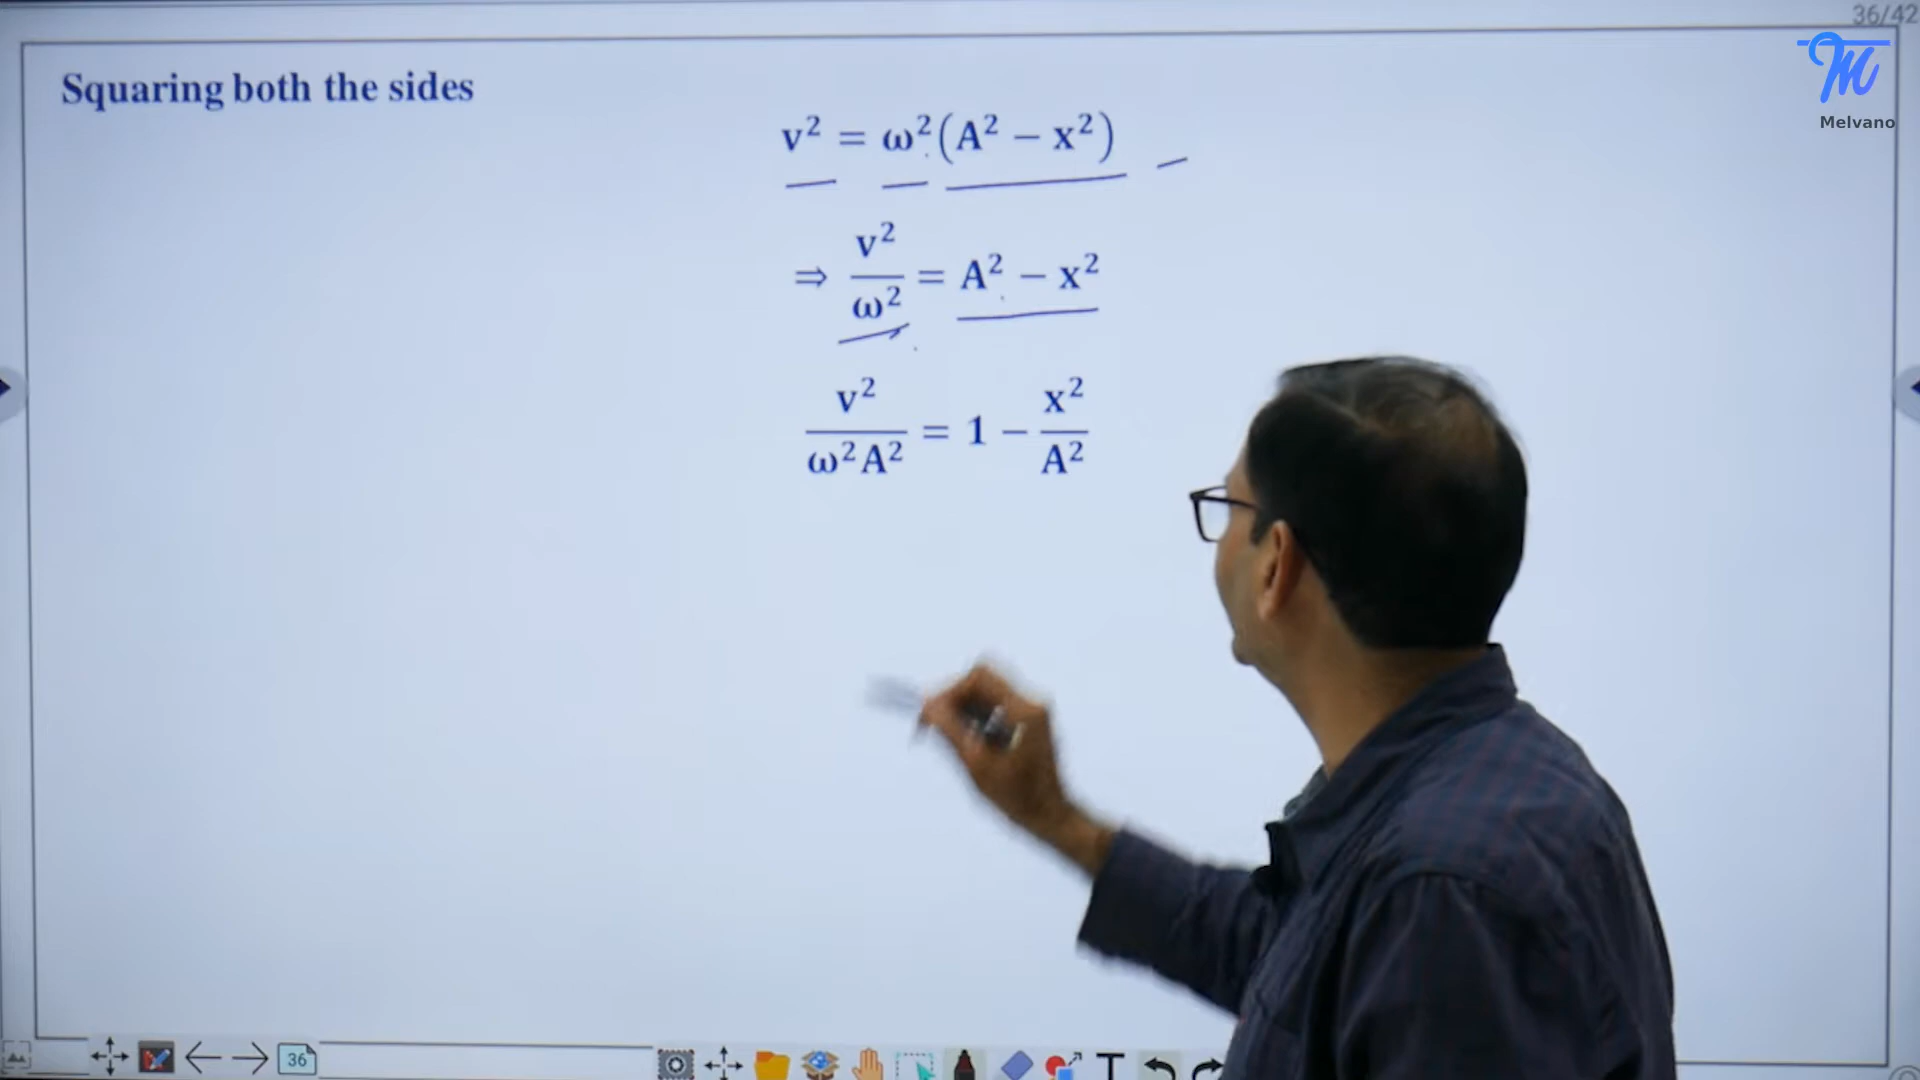 36/42
Melvano
Squaring both the sides
v² = ω²(A² − x²)
⇒ v²/ω² = A² − x²
v²/ω²A² = 1 − x²/A²
36
T